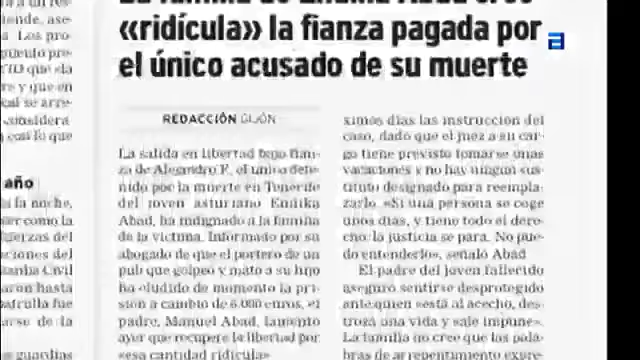 «ridícula» la fianza pagada por
el único acusado de su muerte
a
REDACCIÓN GIJÓN
La salida en libertad bajo fian-
za de Alejandro F., el único dete-
nido por la muerte en Tenerife
del joven asturiano Endika
Abad, ha indignado a la familia
de la víctima. Informado por su
abogado de que el portero de un
pub que golpeó y mató a su hijo
ha eludido de momento la pri-
sión a cambio de 6.000 euros, el
padre, Manuel Abad, lamentó
ayer que recupere la libertad por
«esa cantidad ridícula»
ximos días las instrucción del
caso, dado que el juez a su car-
go tiene previsto tomarse unas
vacaciones y no hay ningún sus-
tituto designado para reempla-
zarlo. «Si una persona se coge
unos días, y tiene todo el dere-
cho, la justicia se para. No pue-
do entenderlo», señaló Abad
El padre del joven fallecido
aseguró sentirse desprotegido
ante quien «está al acecho, des-
troza una vida y sale impune».
La familia no cree que las pala-
bras de arrepentimiento expre-
año
la noche,